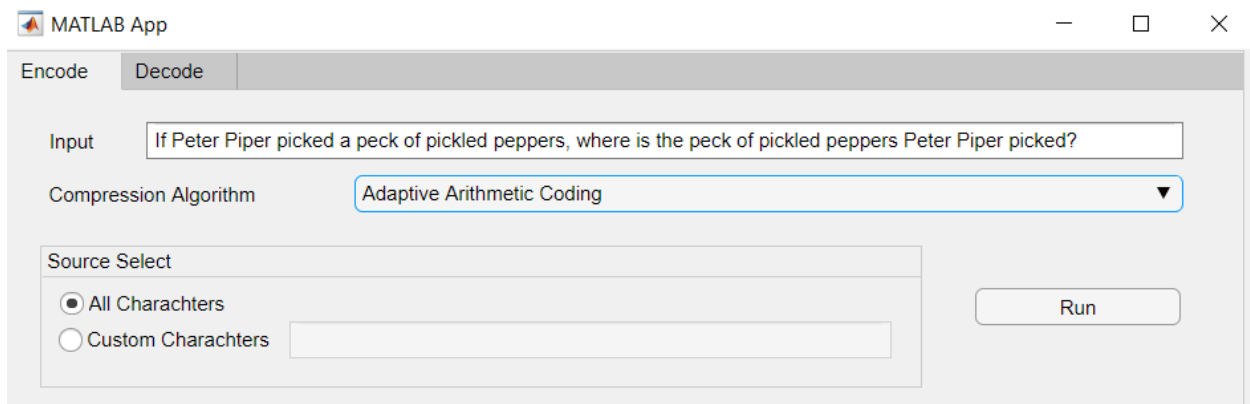 MATLAB App
Encode Decode
Input If Peter Piper picked a peck of pickled peppers, where is the peck of pickled peppers Peter Piper picked?
Compression Algorithm Adaptive Arithmetic Coding
Source Select
All Charachters
Custom Charachters
Run